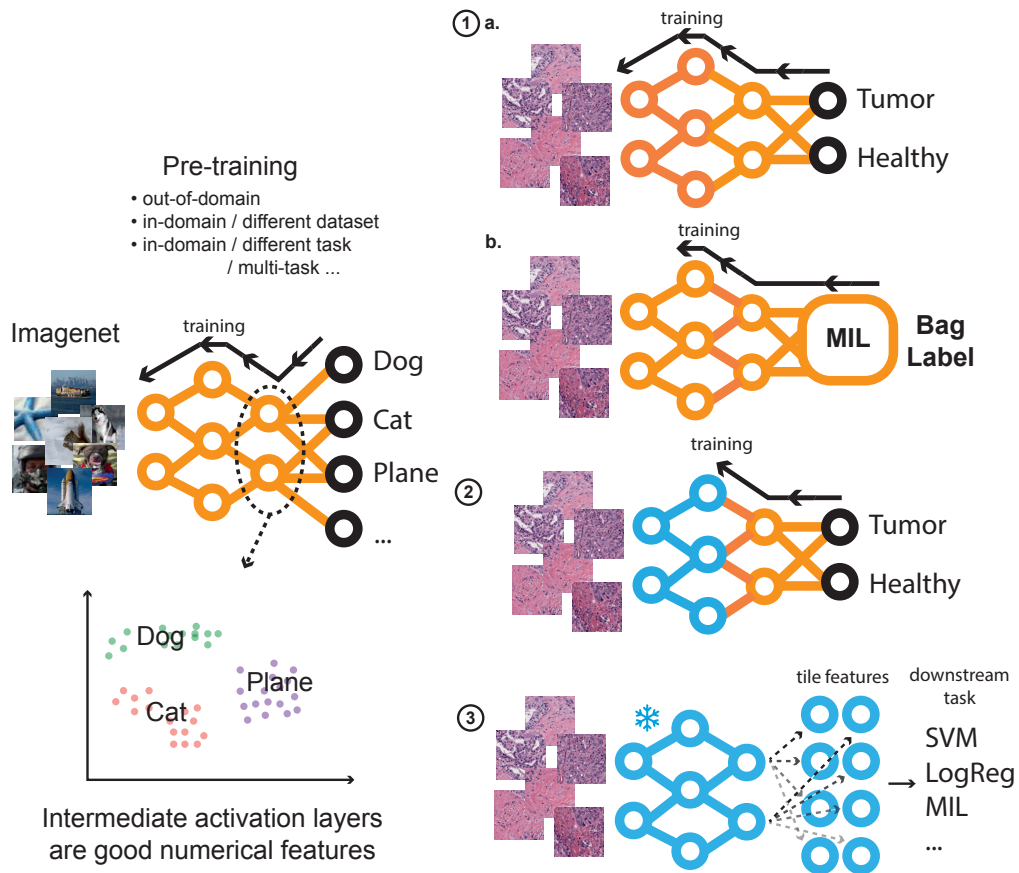 Pre-training
• out-of-domain
• in-domain / different dataset
• in-domain / different task
/ multi-task ...
Imagenet
training
Dog
Cat
Plane
...
Dog
Cat
Plane
Intermediate activation layers
are good numerical features
1 a.
training
Tumor
Healthy
b.
training
MIL
Bag
Label
2
training
Tumor
Healthy
3
tile features
downstream
task
SVM
LogReg
MIL
...